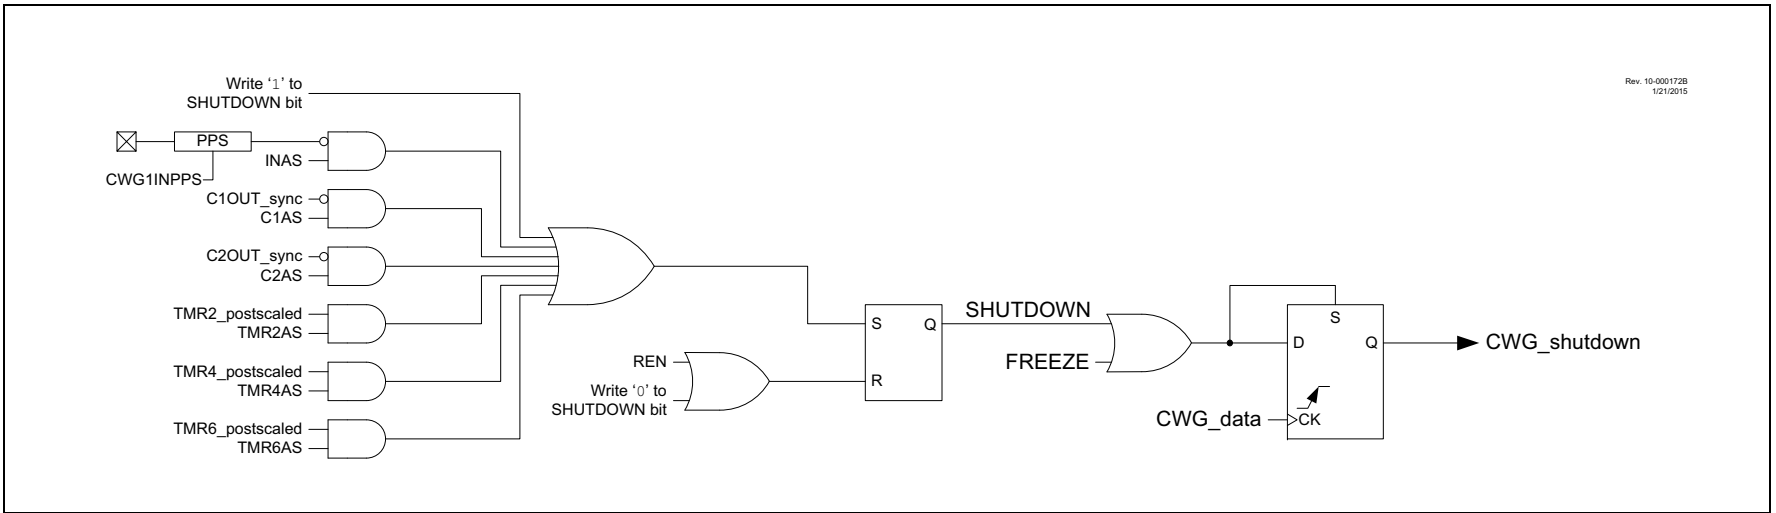 Rev. 10-000172B
1/21/2015
Write ‘1’ to
SHUTDOWN bit
PPS
INAS
CWG1INPPS
C1OUT_sync
C1AS
C2OUT_sync
C2AS
TMR2_postscaled
TMR2AS
TMR4_postscaled
TMR4AS
TMR6_postscaled
TMR6AS
REN
Write ‘0’ to
SHUTDOWN bit
S
Q
R
SHUTDOWN
FREEZE
S
D
Q
CWG_data
CK
CWG_shutdown